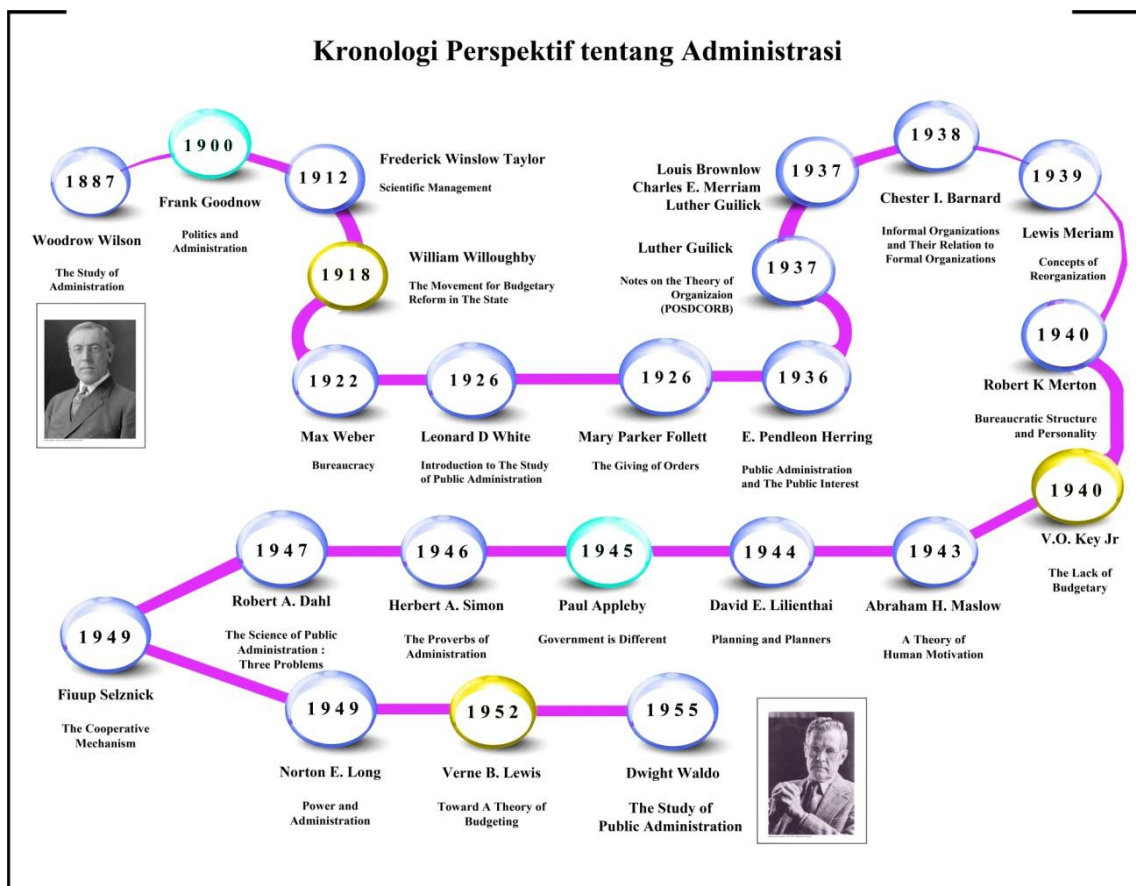 Kronologi Perspektif tentang Administrasi
1887
Woodrow Wilson
The Study of
Administration
1900
Frank Goodnow
Politics and
Administration
1912
Frederick Winslow Taylor
Scientific Management
1918
William Willoughby
The Movement for Budgetary
Reform in The State
1922
Max Weber
Bureaucracy
1926
Leonard D White
Introduction to The Study
of Public Administration
1926
Mary Parker Follett
The Giving of Orders
1936
E. Pendleon Herring
Public Administration
and The Public Interest
1937
Luther Guilick
Notes on the Theory of
Organizaion
(POSDCORB)
1937
Louis Brownlow
Charles E. Merriam
Luther Guilick
1938
Chester I. Barnard
Informal Organizations
and Their Relation to
Formal Organizations
1939
Lewis Meriam
Concepts of
Reorganization
1940
Robert K Merton
Bureaucratic Structure
and Personality
1940
V.O. Key Jr
The Lack of
Budgetary
1943
Abraham H. Maslow
A Theory of
Human Motivation
1944
David E. Lilienthai
Planning and Planners
1945
Paul Appleby
Government is Different
1946
Herbert A. Simon
The Proverbs of
Administration
1947
Robert A. Dahl
The Science of Public
Administration :
Three Problems
1949
Fiuup Selznick
The Cooperative
Mechanism
1949
Norton E. Long
Power and
Administration
1952
Verne B. Lewis
Toward A Theory of
Budgeting
1955
Dwight Waldo
The Study of
Public Administration